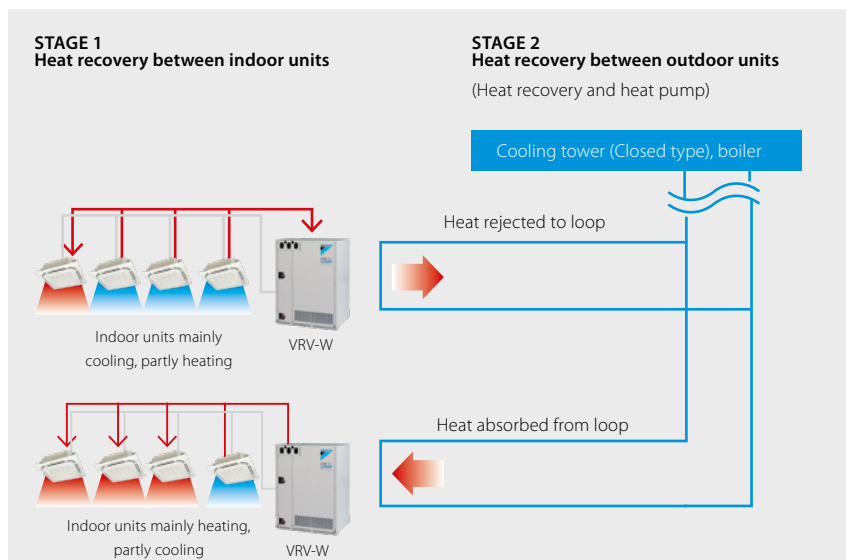 STAGE 1
Heat recovery between indoor units
STAGE 2
Heat recovery between outdoor units
(Heat recovery and heat pump)
Cooling tower (Closed type), boiler
Heat rejected to loop
Indoor units mainly
cooling, partly heating
VRV-W
Heat absorbed from loop
Indoor units mainly heating,
partly cooling
VRV-W